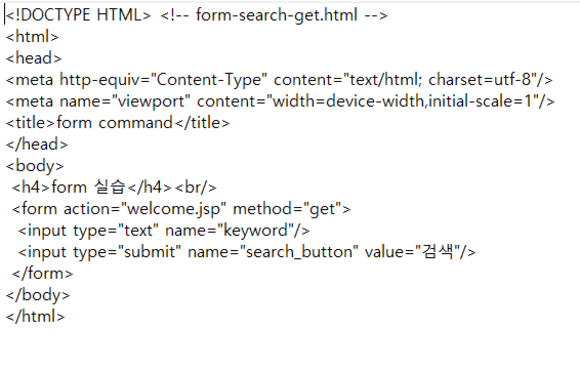 <!DOCTYPE HTML> <!-- form-search-get.html -->
<html>
<head>
<meta http-equiv="Content-Type" content="text/html; charset=utf-8"/>
<meta name="viewport" content="width=device-width,initial-scale=1"/>
<title>form command</title>
</head>
<body>
<h4>form 실습</h4><br/>
<form action="welcome.jsp" method="get">
<input type="text" name="keyword"/>
<input type="submit" name="search_button" value="검색"/>
</form>
</body>
</html>